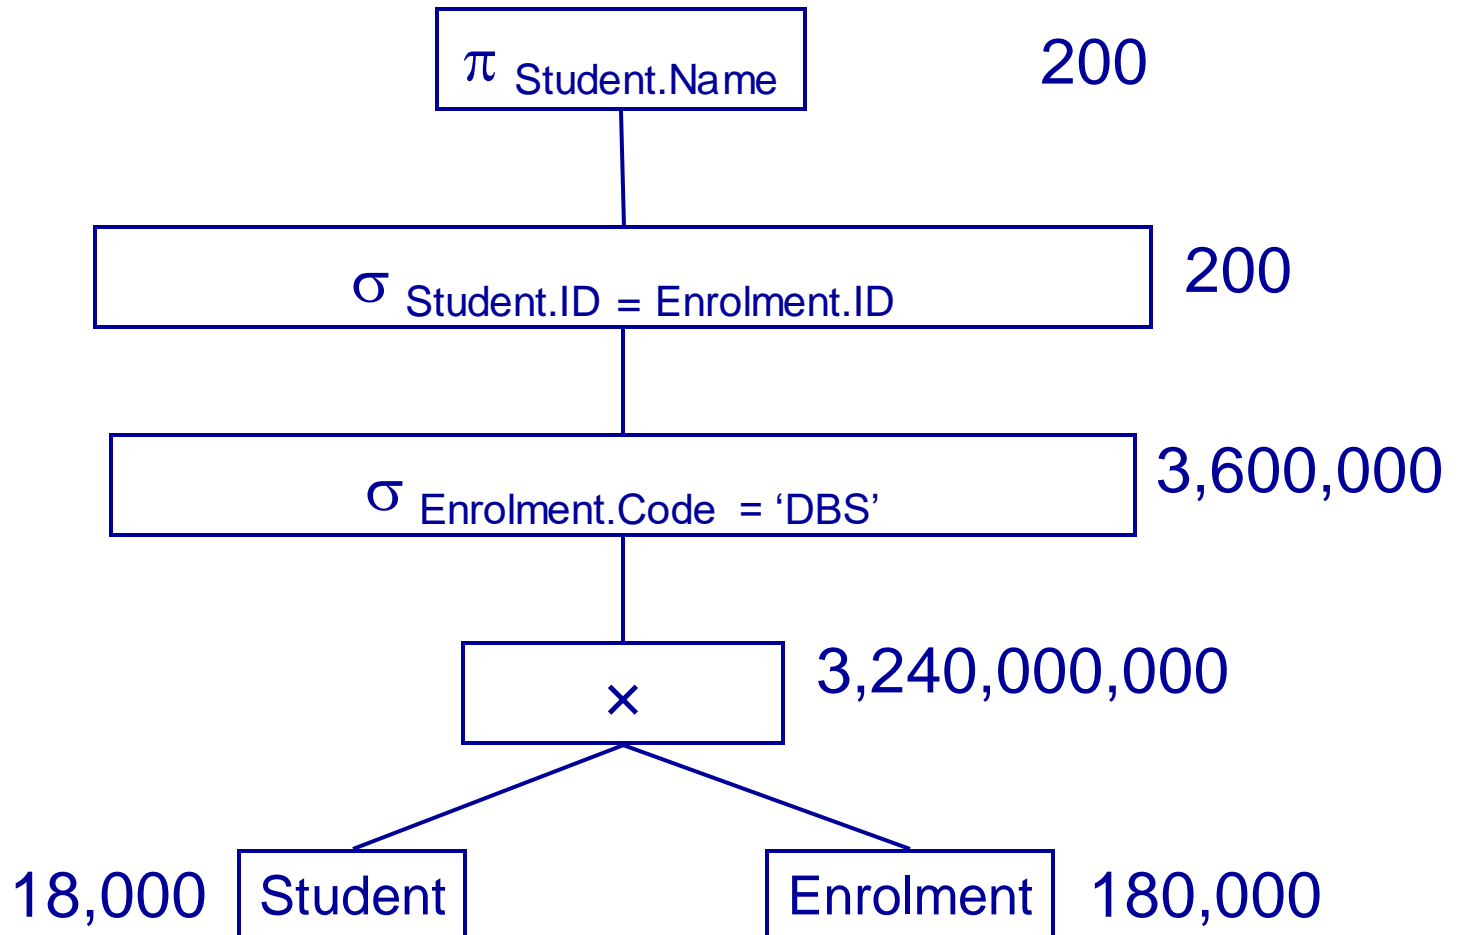 π Student.Name 200
σ Student.ID = Enrolment.ID 200
σ Enrolment.Code = ‘DBS’ 3,600,000
× 3,240,000,000
18,000 Student Enrolment 180,000